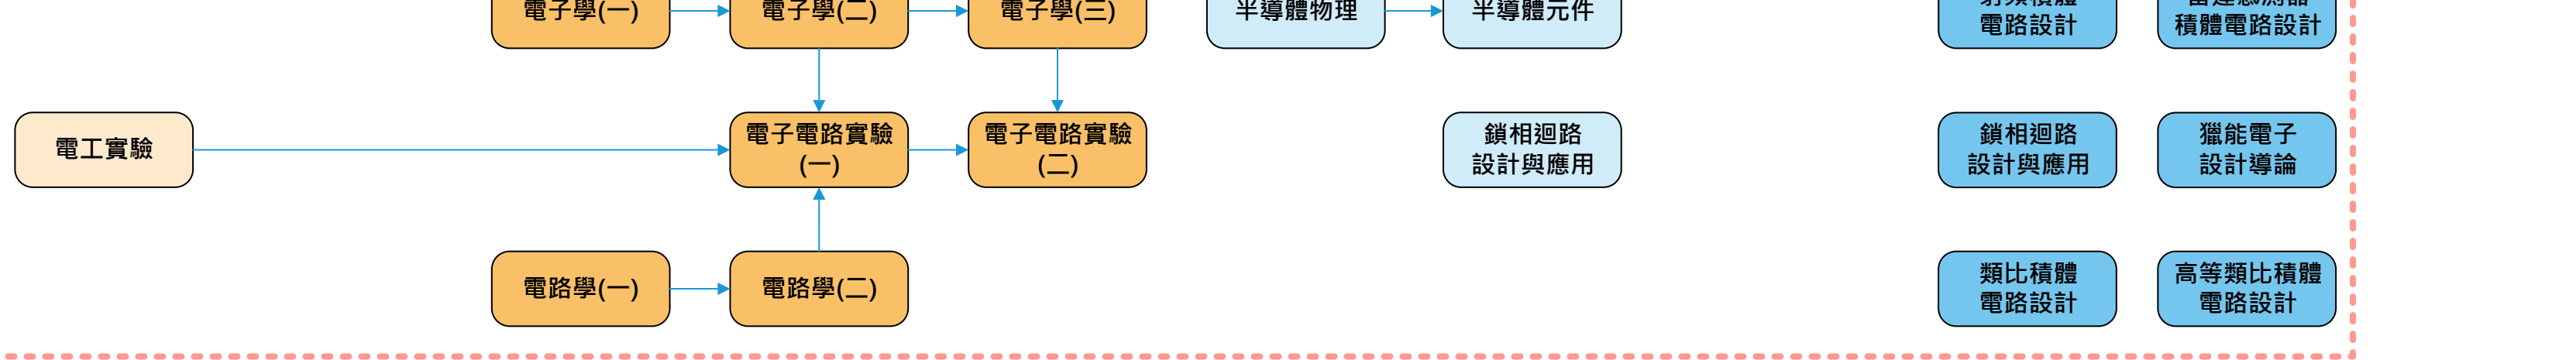 電子學(一)
電子學(二)
電子學(三)
半導體物理
半導體元件
電路設計
積體電路設計
電工實驗
電子電路實驗
(一)
電子電路實驗
(二)
鎖相迴路
設計與應用
鎖相迴路
設計與應用
獵能電子
設計導論
電路學(一)
電路學(二)
類比積體
電路設計
高等類比積體
電路設計